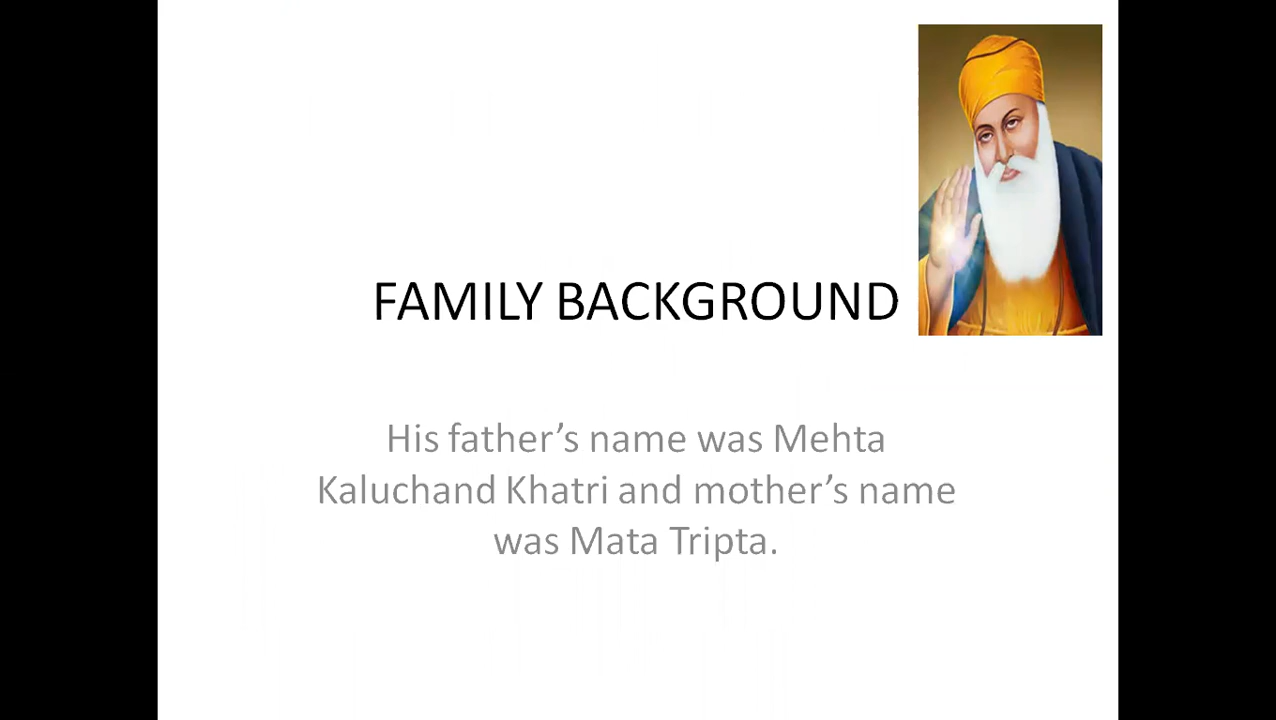 FAMILY BACKGROUND
His father’s name was Mehta
Kaluchand Khatri and mother’s name
was Mata Tripta.